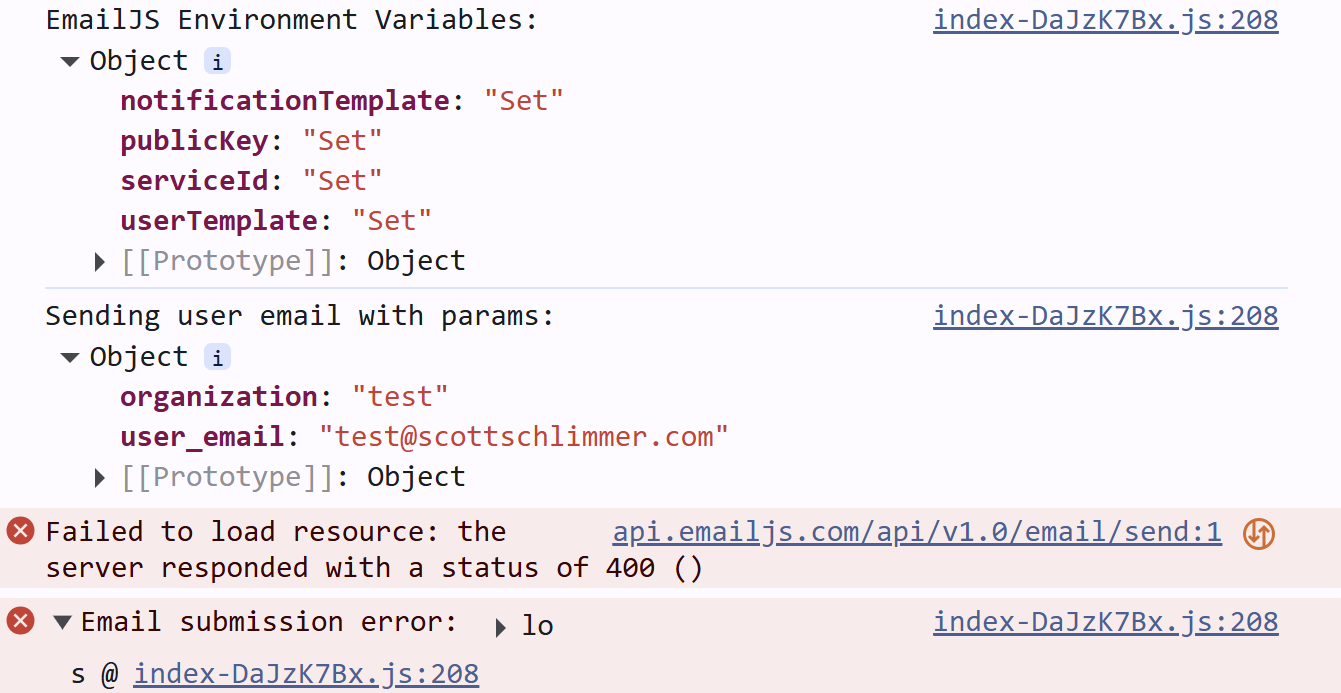 EmailJS Environment Variables: index-DaJzK7Bx.js:208
▼ Object i
notificationTemplate: "Set"
publicKey: "Set"
serviceId: "Set"
userTemplate: "Set"
▶ [[Prototype]]: Object
Sending user email with params: index-DaJzK7Bx.js:208
▼ Object i
organization: "test"
user_email: "test@scottschlimmer.com"
▶ [[Prototype]]: Object
Failed to load resource: the api.emailjs.com/api/v1.0/email/send:1
server responded with a status of 400 ()
▼ Email submission error: ▶ lo index-DaJzK7Bx.js:208
s @ index-DaJzK7Bx.js:208